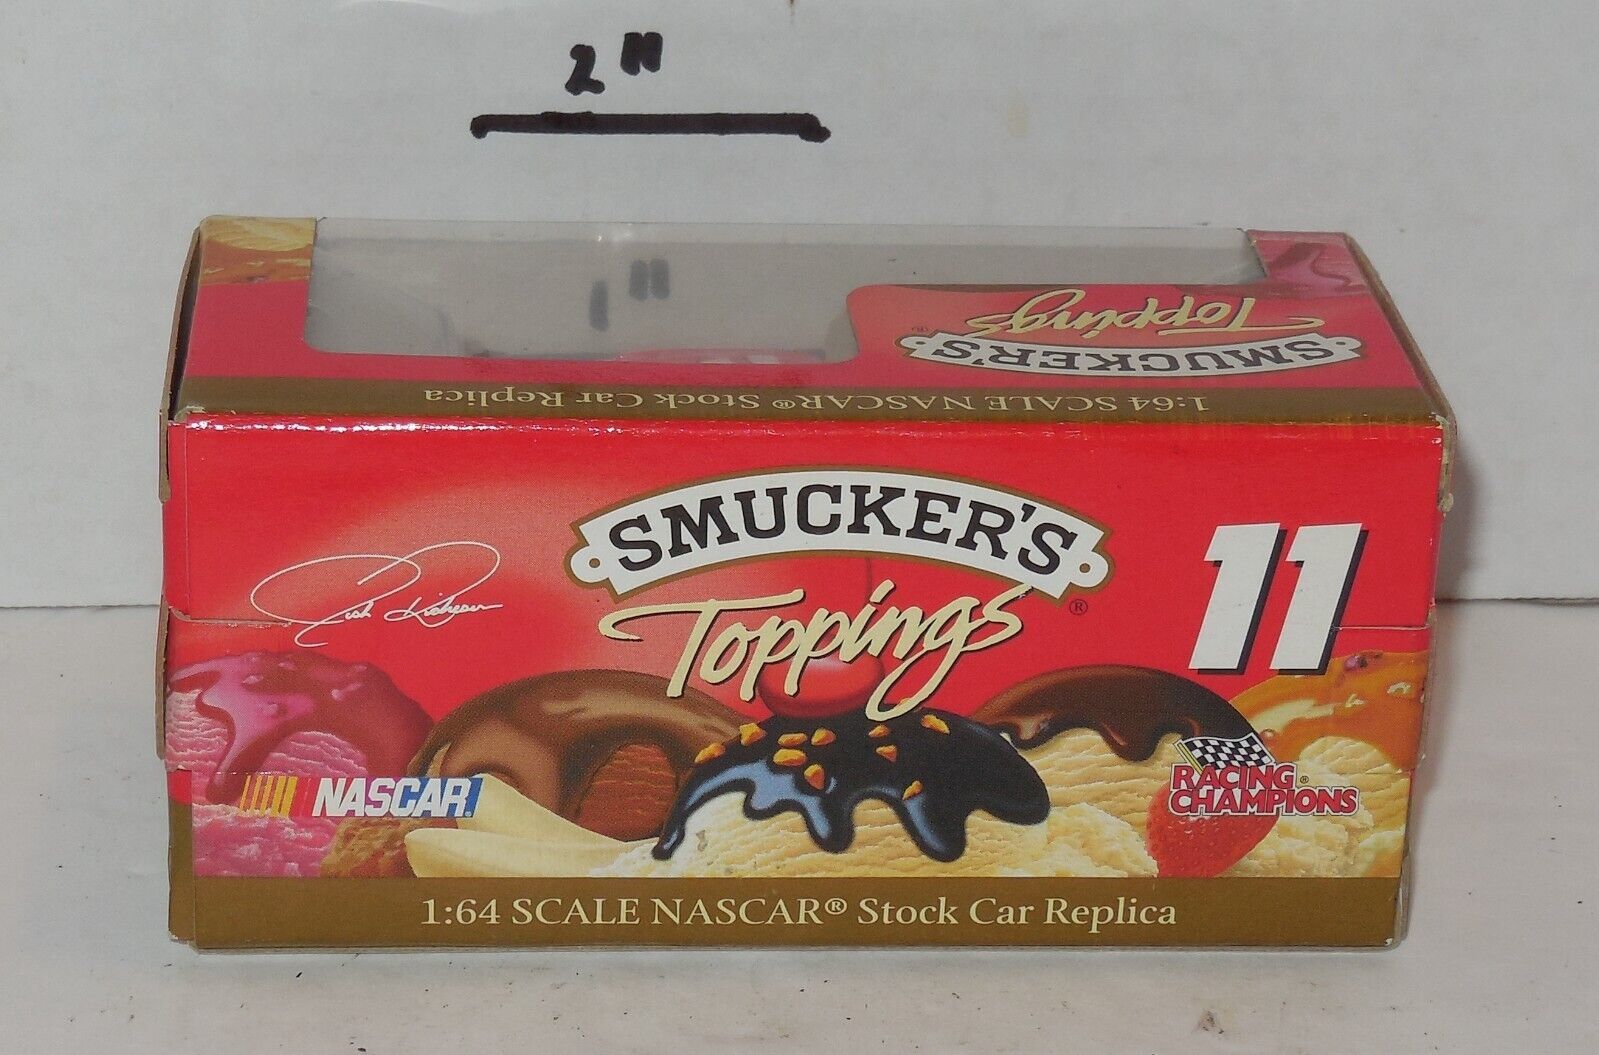 2"
1"
SMUCKER'S
Toppings®
1:64 SCALE NASCAR® Stock Car Replica
SMUCKER'S
Toppings®
11
NASCAR®
RACING®
CHAMPIONS
1:64 SCALE NASCAR® Stock Car Replica